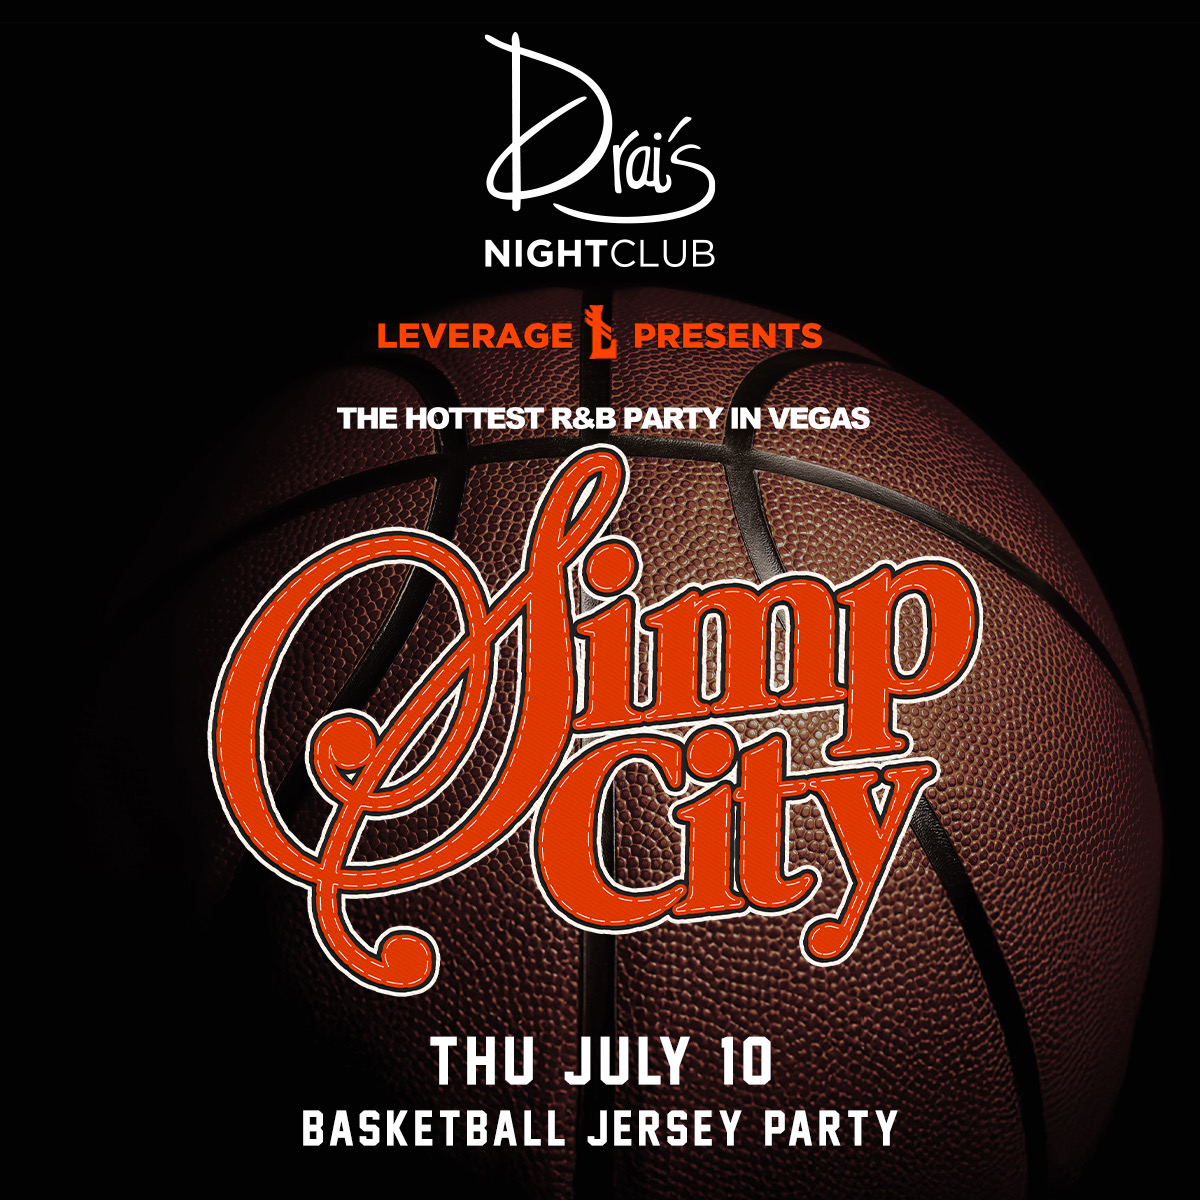 Drai's
NIGHTCLUB
LEVERAGE L PRESENTS
THE HOTTEST R&B PARTY IN VEGAS
Simp
City
THU JULY 10
BASKETBALL JERSEY PARTY